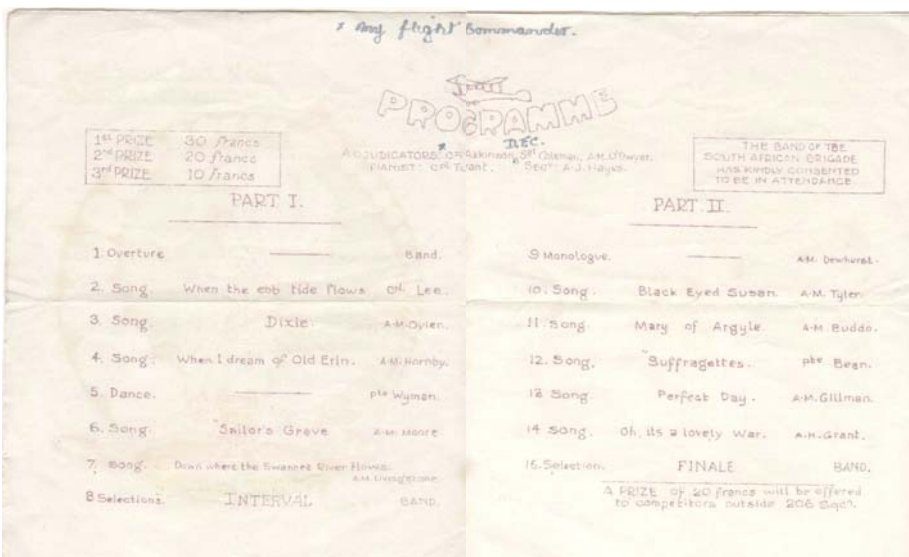 x my flight Commander.
PROGRAMME
1ST PRIZE 30 francs
2nd PRIZE 20 francs
3rd PRIZE 10 francs
ADJUDICATORS: Atkinson, Sgt Coleman, A.M. O'Dwyer.
PIANIST: Cpl Tuant. Sect: A.J. Hayes.
THE BAND OF THE
SOUTH AFRICAN BRIGADE
HAS KINDLY CONSENTED
TO BE IN ATTENDANCE
PART I.
1. Overture ——— Band.
2. Song. When the ebb tide flows Cpl. Lee.
3. Song. Dixie. A.M.
4. Song. When I dream of Old Erin. A.M. Hornby.
5. Dance. ——— pte Wyman.
6. Song. Sailor's Grave A.M. Moore
7. Song. Down where the Swanee River Flows.
A.M. Livingstone
8 Selections. INTERVAL BAND.
PART II.
9 Monologue. ——— A.M. Dewhurst.
10. Song. Black Eyed Susan. A.M. Tyler.
11. Song Mary of Argyle. A.M. Buddo.
12. Song. "Suffragettes. pte Bean.
13 Song. Perfect Day. A.M. Gillman.
14 Song. Oh, its a lovely War. A.M. Grant.
15. Selection. FINALE BAND.
A PRIZE of 20 francs will be offered
to competitors outside 206 Sqdn.